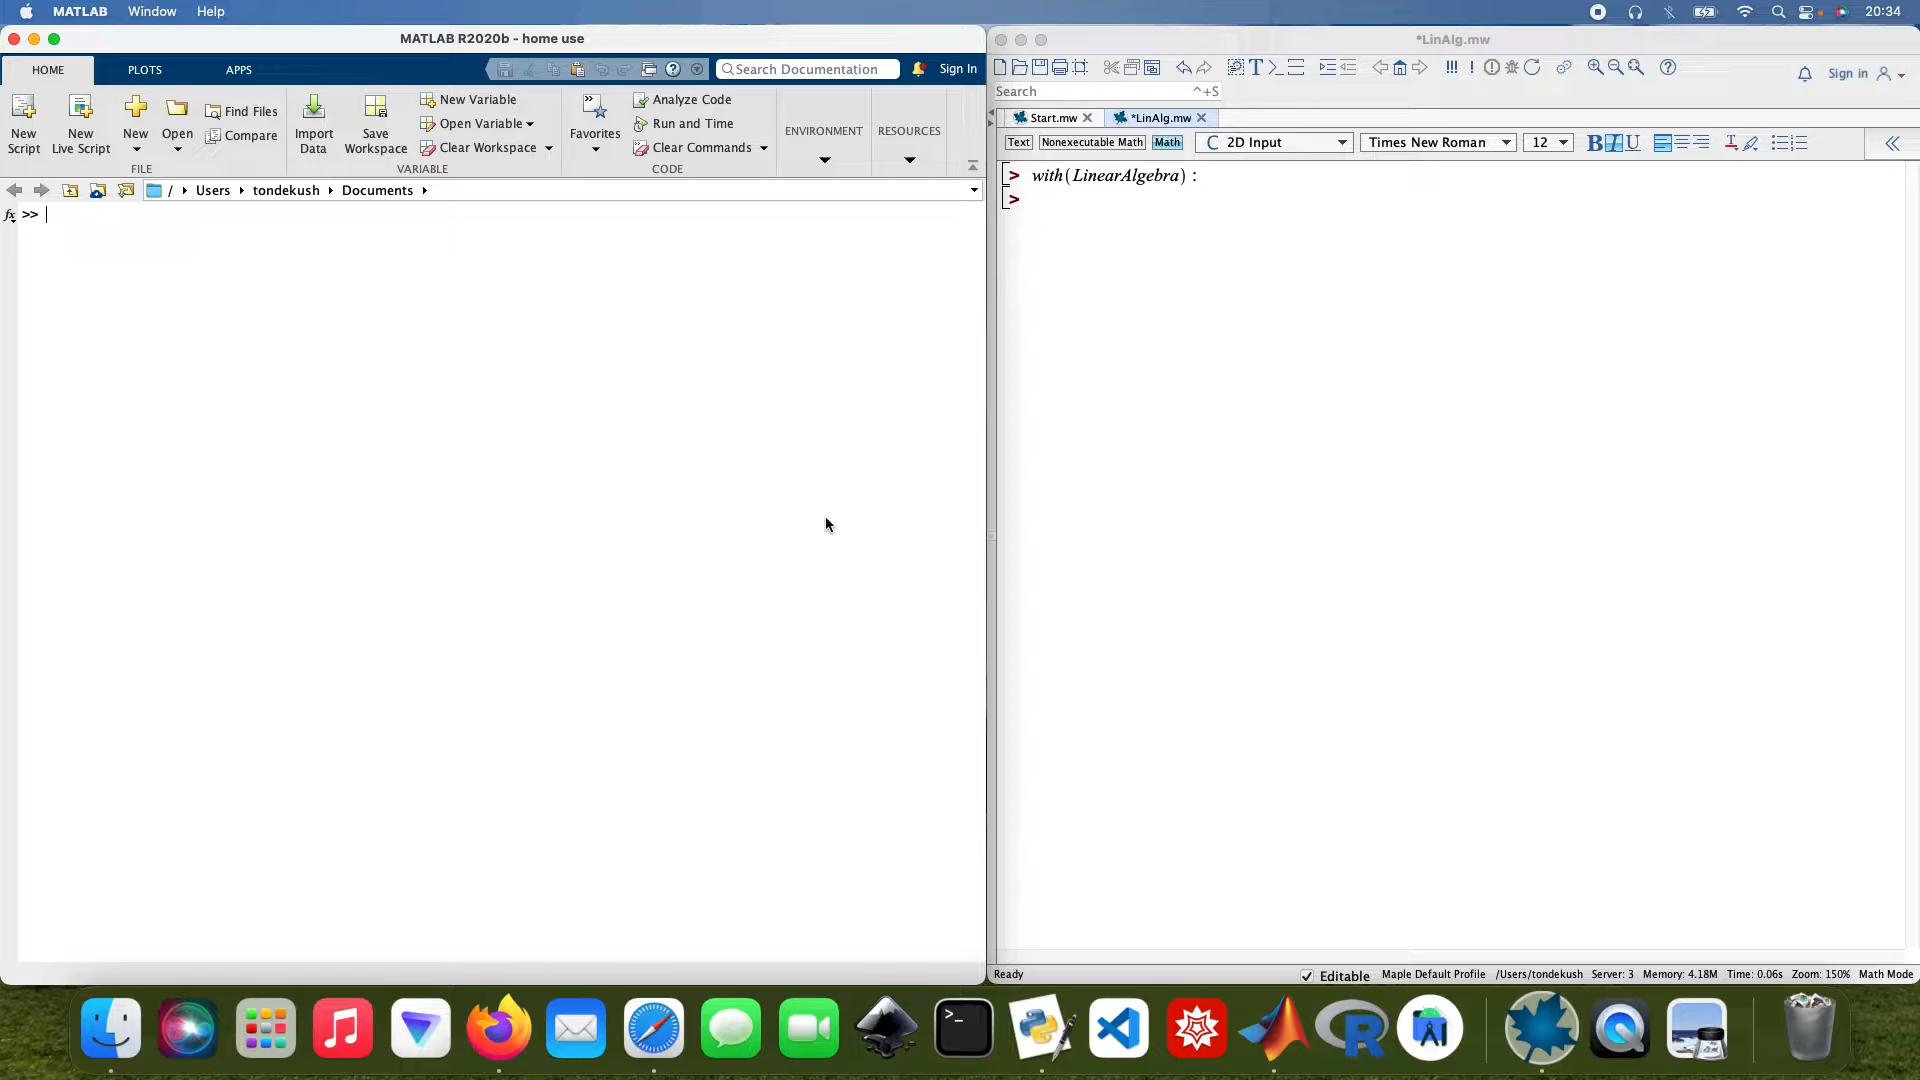 MATLAB Window Help 20:34
MATLAB R2020b - home use
HOME PLOTS APPS Search Documentation Sign In
New Script
New Live Script
New
Open
Find Files
Compare
FILE
Import Data
Save Workspace
New Variable
Open Variable
Clear Workspace
VARIABLE
Favorites
Analyze Code
Run and Time
Clear Commands
CODE
ENVIRONMENT
RESOURCES
/ Users tondekush Documents
fx >>
*LinAlg.mw
Sign in
Search ^+S
Start.mw *LinAlg.mw
Text Nonexecutable Math Math C 2D Input Times New Roman 12 B I U
> with(LinearAlgebra) :
>
Ready Editable Maple Default Profile /Users/tondekush Server: 3 Memory: 4.18M Time: 0.06s Zoom: 150% Math Mode